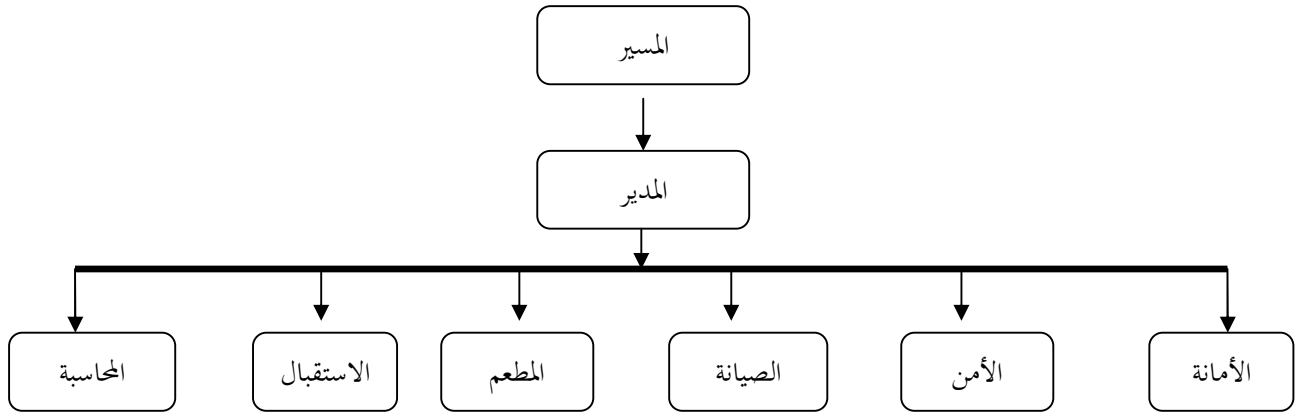 المسير
المدير
الأمانة
الأمن
الصيانة
المطعم
الاستقبال
المحاسبة